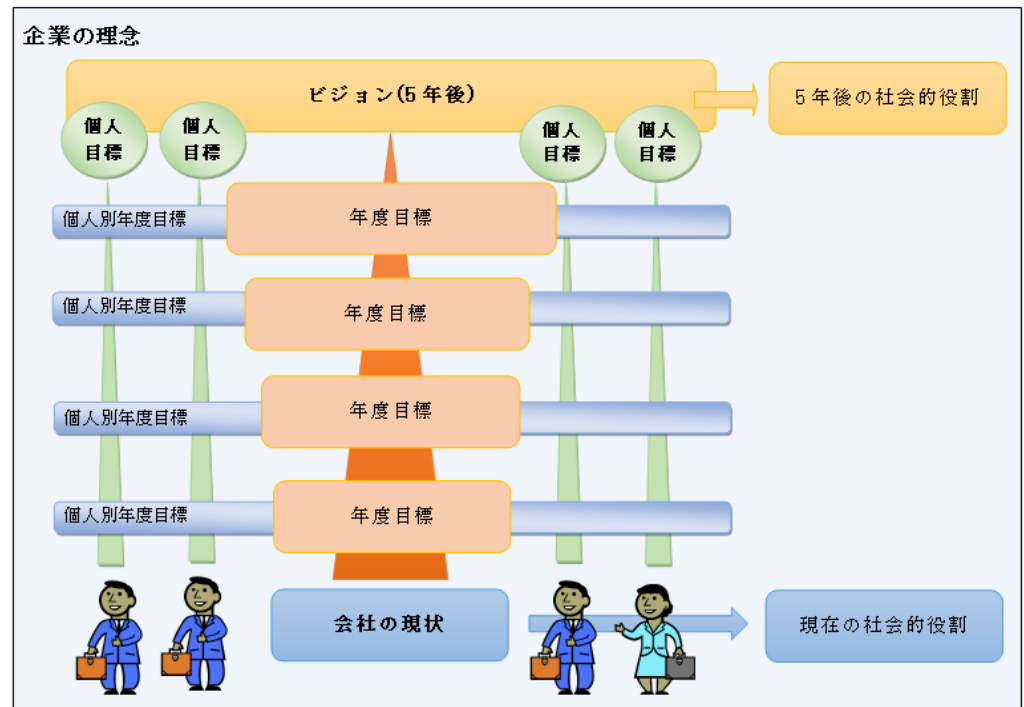 企業の理念
ビジョン(5年後)
5年後の社会的役割
個人
目標
個人
目標
個人
目標
個人
目標
個人別年度目標
年度目標
個人別年度目標
年度目標
個人別年度目標
年度目標
個人別年度目標
年度目標
会社の現状
現在の社会的役割